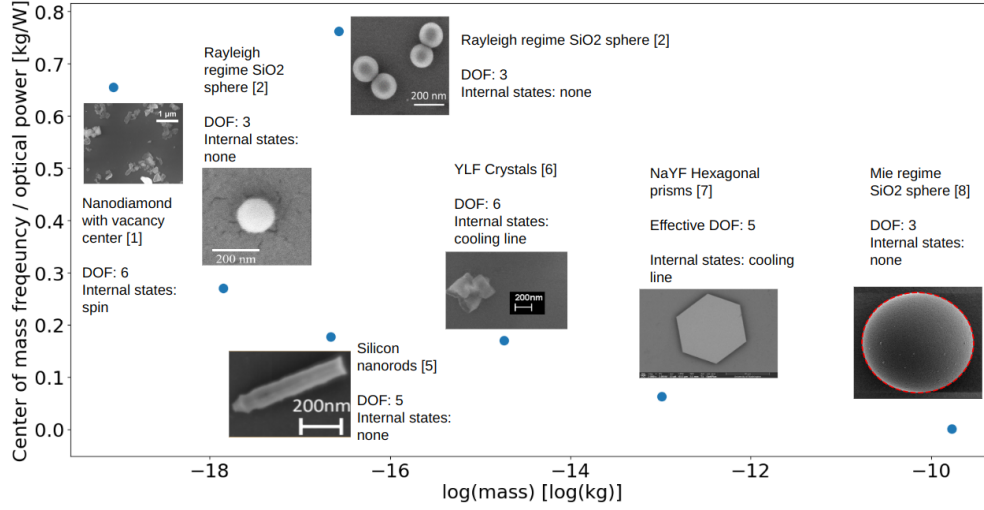 Center of mass freqeuncy / optical power [kg/W]
0.8
0.7
0.6
0.5
0.4
0.3
0.2
0.1
0.0
−18
−16
−14
−12
−10
log(mass) [log(kg)]
1 μm
Nanodiamond
with vacancy
center [1]
DOF: 6
Internal states:
spin
Rayleigh
regime SiO2
sphere [2]
DOF: 3
Internal states:
none
200 nm
200 nm
Rayleigh regime SiO2 sphere [2]
DOF: 3
Internal states: none
200nm
Silicon
nanorods [5]
DOF: 5
Internal states:
none
YLF Crystals [6]
DOF: 6
Internal states:
cooling line
200nm
NaYF Hexagonal
prisms [7]
Effective DOF: 5
Internal states: cooling
line
Mie regime
SiO2 sphere [8]
DOF: 3
Internal states:
none